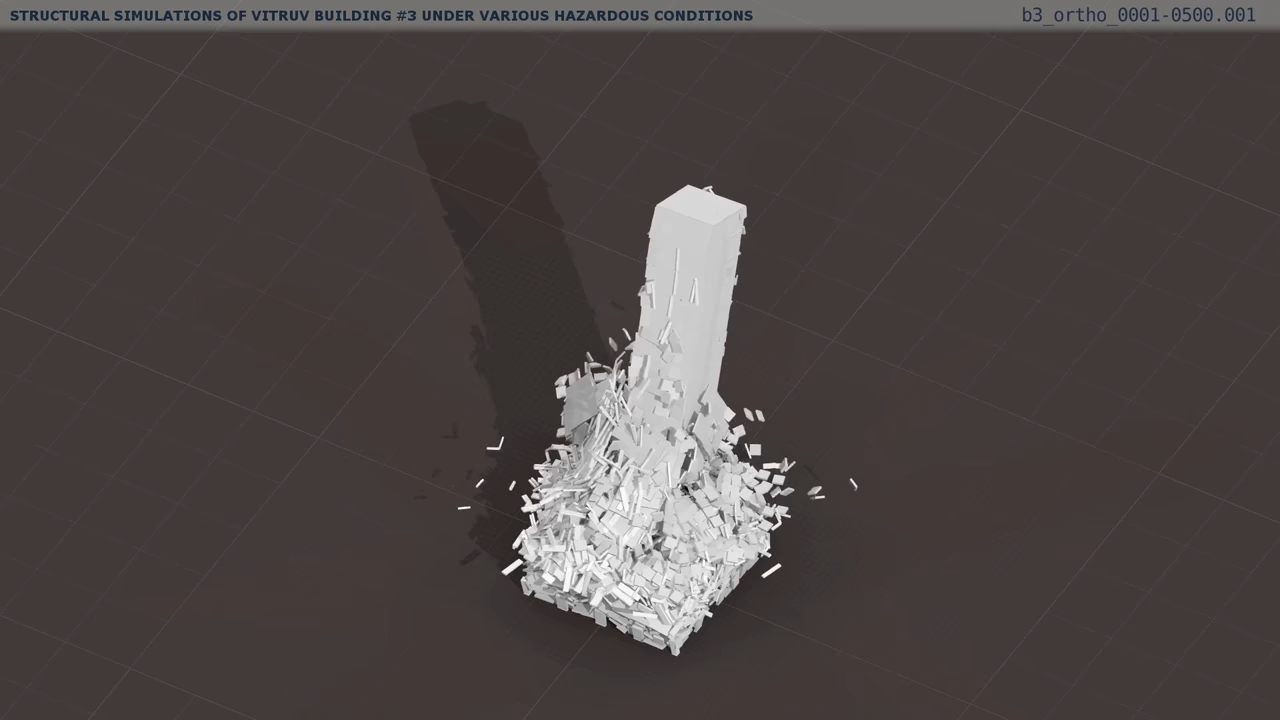 STRUCTURAL SIMULATIONS OF VITRUV BUILDING #3 UNDER VARIOUS HAZARDOUS CONDITIONS
b3_ortho_0001-0500.001